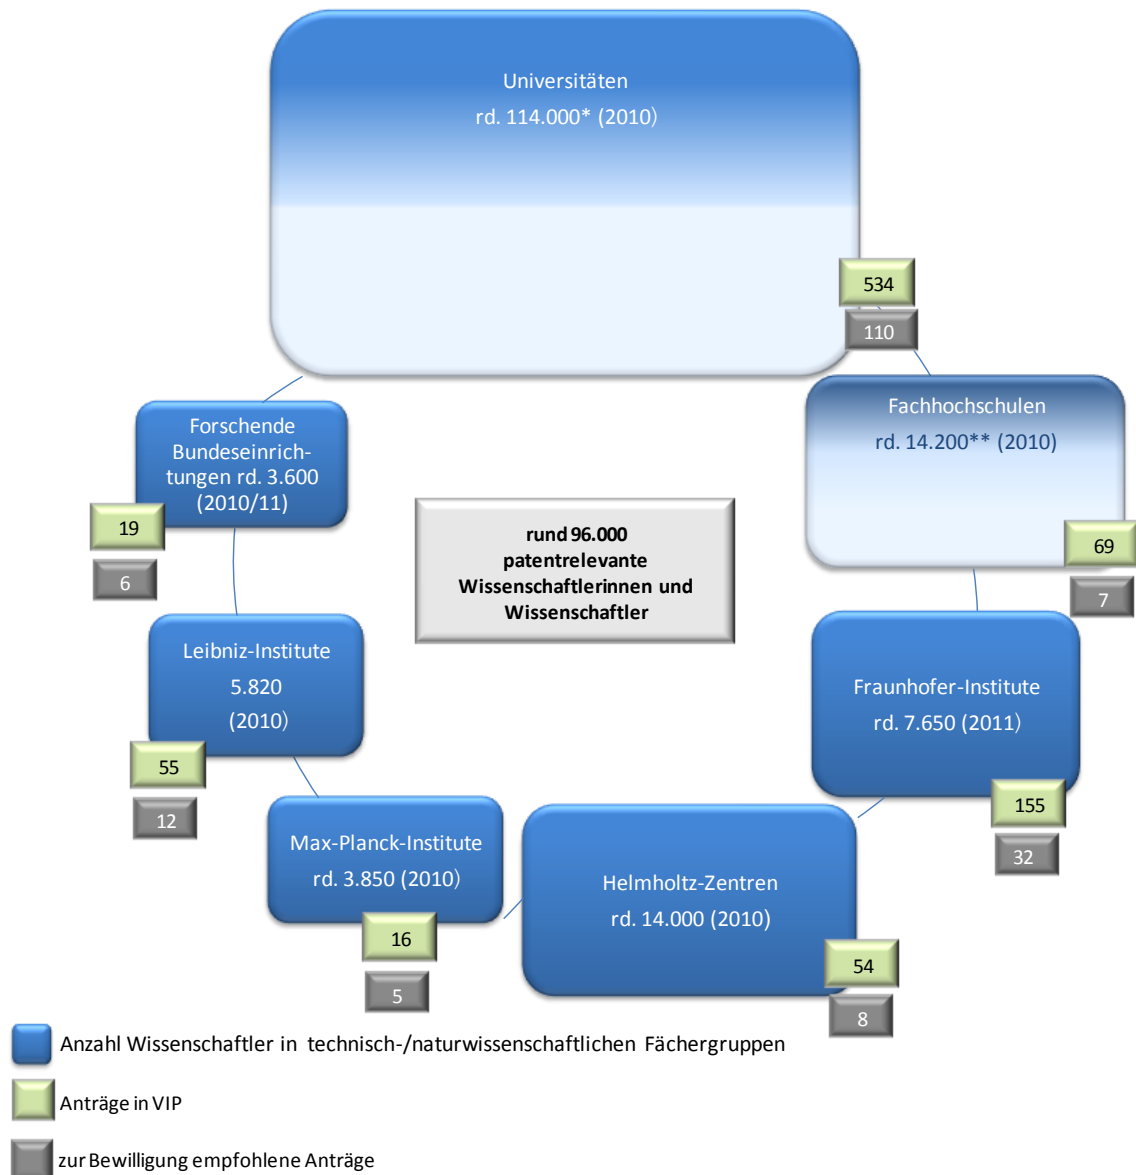 Universitäten
rd. 114.000* (2010)
534
110
Fachhochschulen
rd. 14.200** (2010)
69
7
Forschende
Bundeseinrich-
tungen rd. 3.600
(2010/11)
19
6
rund 96.000
patentrelevante
Wissenschaftlerinnen und
Wissenschaftler
Leibniz-Institute
5.820
(2010)
55
12
Fraunhofer-Institute
rd. 7.650 (2011)
155
32
Max-Planck-Institute
rd. 3.850 (2010)
16
5
Helmholtz-Zentren
rd. 14.000 (2010)
54
8
Anzahl Wissenschaftler in technisch-/naturwissenschaftlichen Fächergruppen
Anträge in VIP
zur Bewilligung empfohlene Anträge